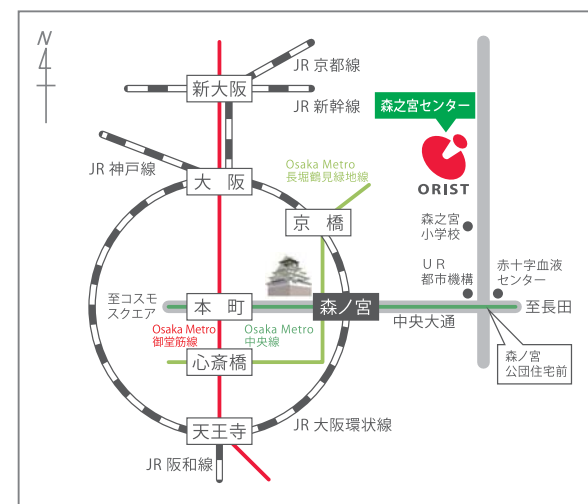 N
JR 京都線
新大阪
JR 新幹線
森之宮センター
ORIST
JR 神戸線
Osaka Metro
長堀鶴見緑地線
大 阪
京 橋
森之宮
小学校
UR
都市機構
赤十字血液
センター
至コスモ
スクエア
本 町
森ノ宮
中央大通
至長田
Osaka Metro
御堂筋線
Osaka Metro
中央線
心斎橋
森ノ宮
公団住宅前
天王寺
JR 大阪環状線
JR 阪和線